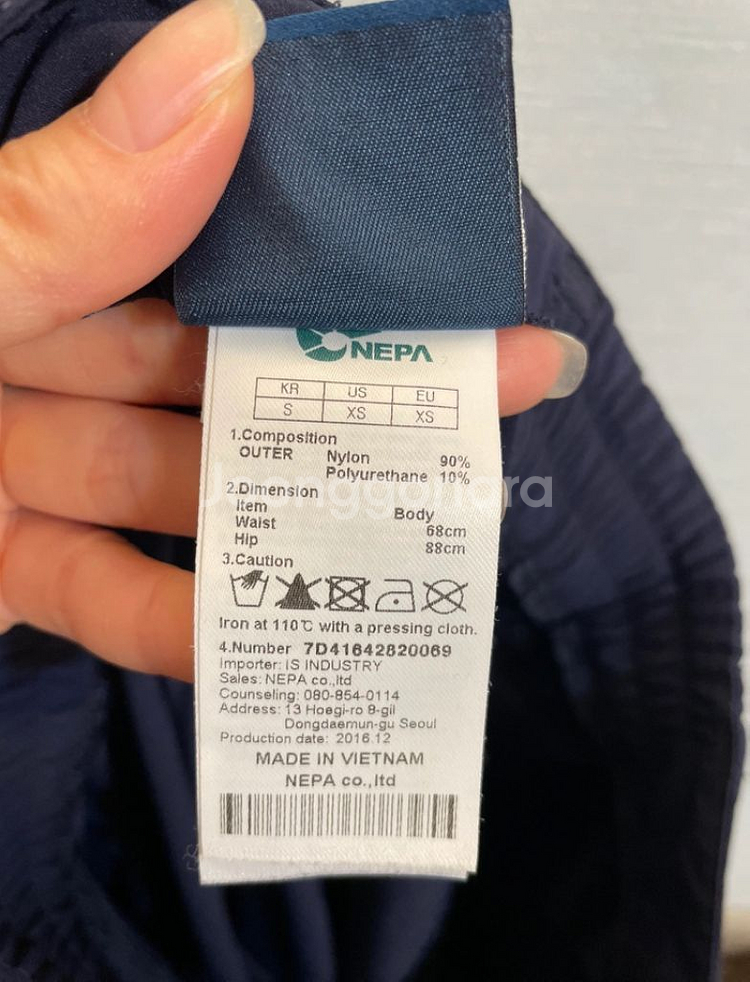 NEPA
KR US EU
S XS XS
1.Composition
OUTER Nylon 90%
Polyurethane 10%
Joonggonara
2.Dimension
Item Body
Waist 68cm
Hip 88cm
3.Caution
Iron at 110℃ with a pressing cloth.
4.Number 7D41642820069
Importer: IS INDUSTRY
Sales: NEPA co.,ltd
Counseling: 080-854-0114
Address: 13 Hoegi-ro 8-gil
Dongdaemun-gu Seoul
Production date: 2016.12
MADE IN VIETNAM
NEPA co.,ltd